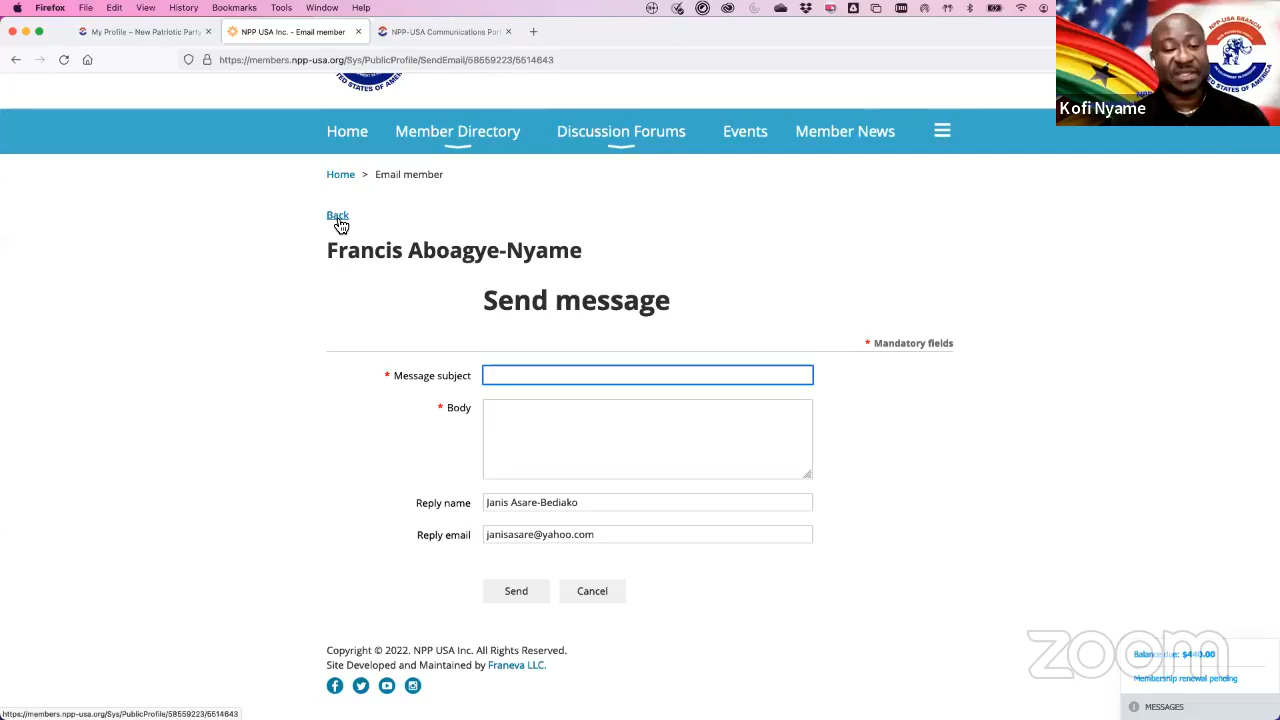 Firefox File Edit View History Bookmarks Tools Window Help
My Profile – New Patriotic Party
NPP USA Inc. - Email member
NPP-USA Communications Port
https://members.npp-usa.org/Sys/PublicProfile/SendEmail/58559223/5514643
NPP-USA BRANCH
Kofi Nyame
Home Member Directory Discussion Forums Events Member News
Home > Email member
Back
Francis Aboagye-Nyame
Send message
* Mandatory fields
* Message subject
* Body
Reply name Janis Asare-Bediako
Reply email janisasare@yahoo.com
Send Cancel
Copyright © 2022. NPP USA Inc. All Rights Reserved.
Site Developed and Maintained by Franeva LLC.
zoom
Balance due:
Membership renewal pending
MESSAGES
https://members.npp-usa.org/Sys/PublicProfile/58559223/5514643